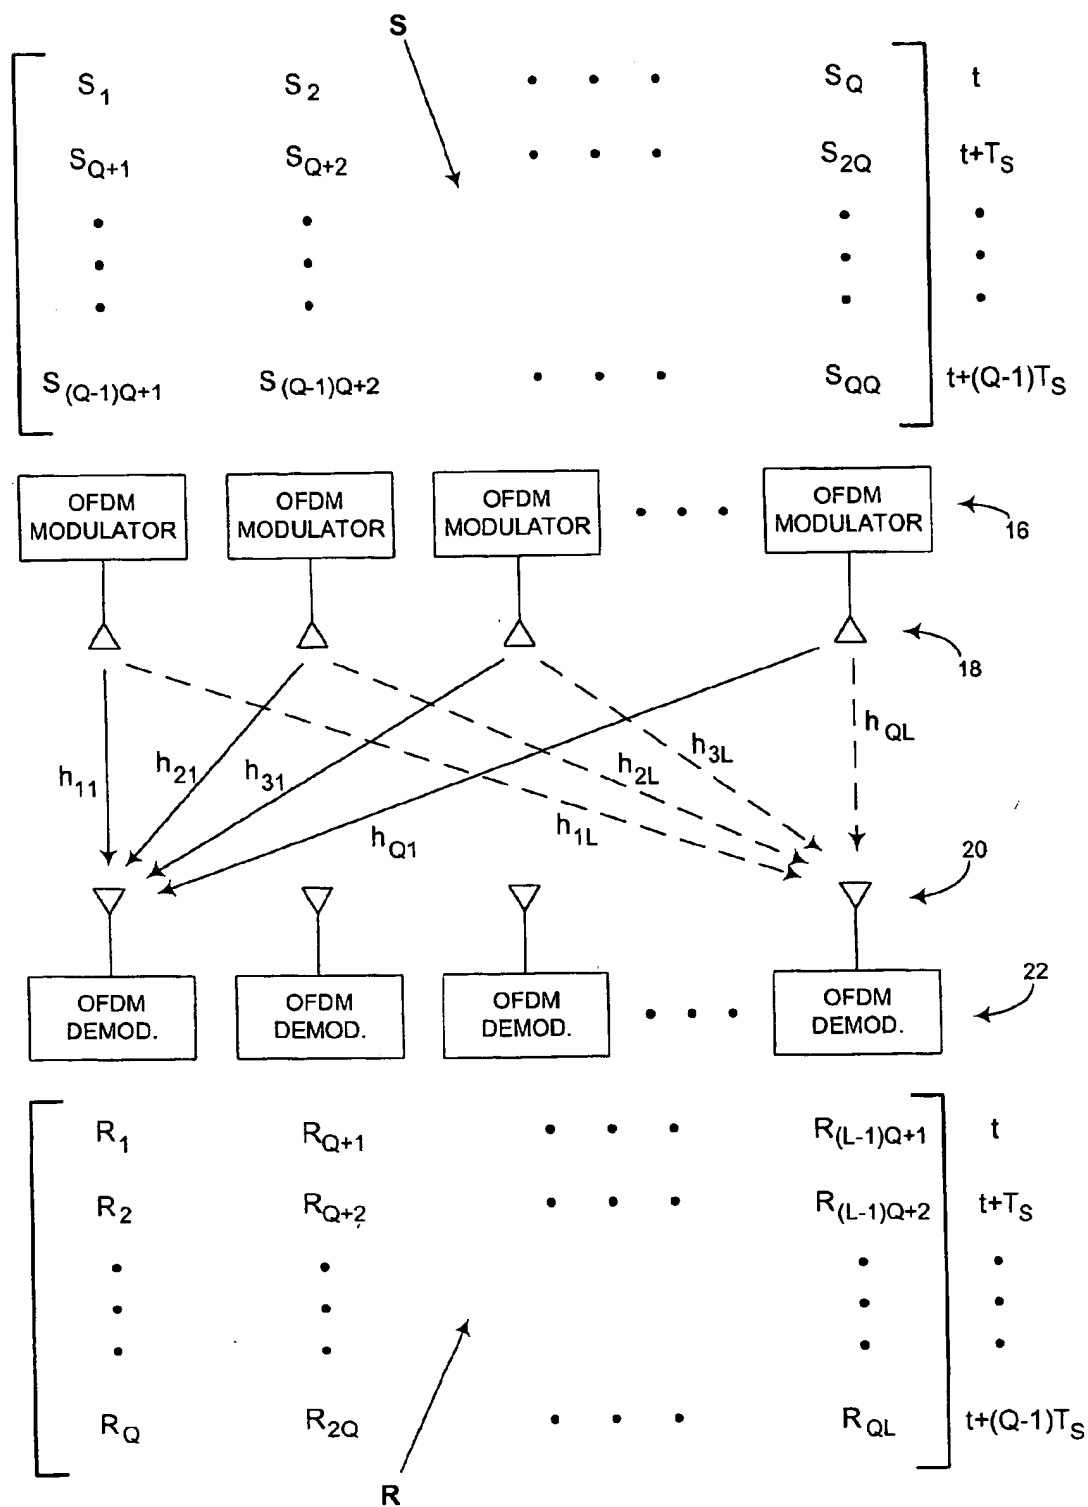 S
S1 S2 • • • SQ t
SQ+1 SQ+2 • • • S2Q t+TS
S(Q-1)Q+1 S(Q-1)Q+2 • • • SQQ t+(Q-1)TS
OFDM MODULATOR
OFDM MODULATOR
OFDM MODULATOR
• • •
OFDM MODULATOR
16
18
h11 h21 h31 hQ1 h1L h2L h3L hQL
20
22
OFDM DEMOD.
OFDM DEMOD.
OFDM DEMOD.
• • •
OFDM DEMOD.
R1 RQ+1 • • • R(L-1)Q+1 t
R2 RQ+2 • • • R(L-1)Q+2 t+TS
RQ R2Q • • • RQL t+(Q-1)TS
R